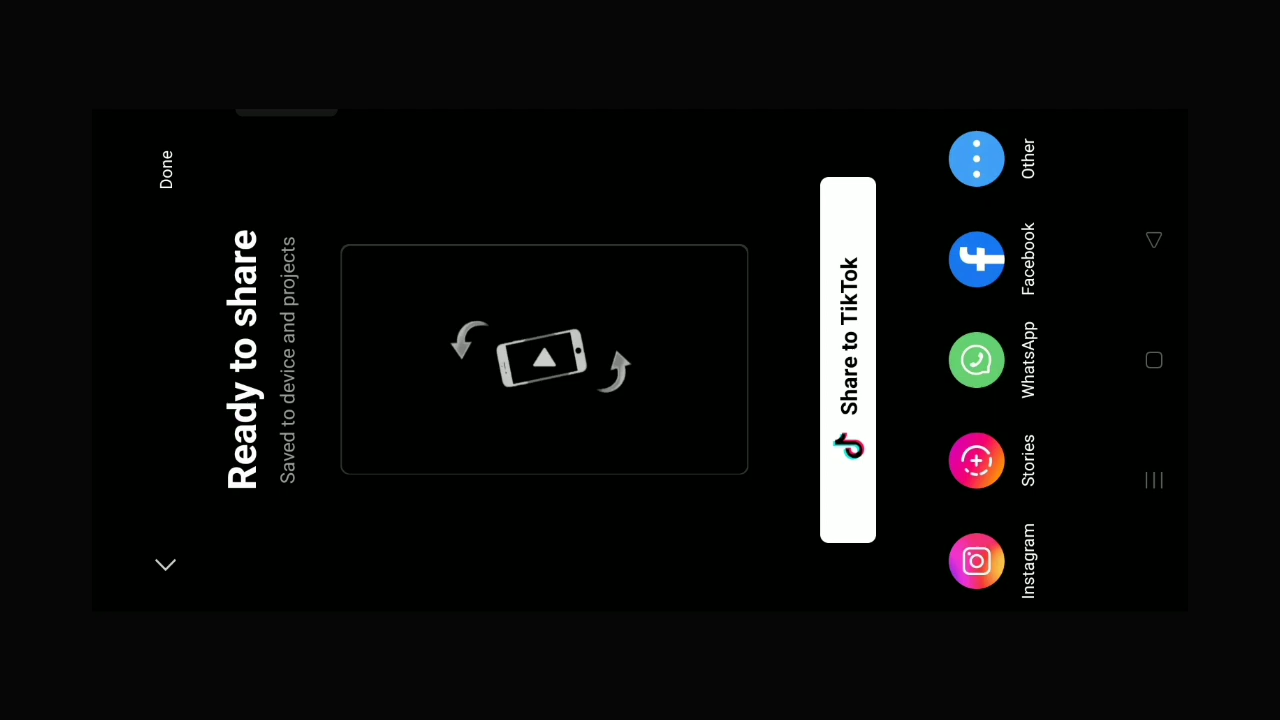 Done
Ready to share
Saved to device and projects
Share to TikTok
Instagram
Stories
WhatsApp
Facebook
Other